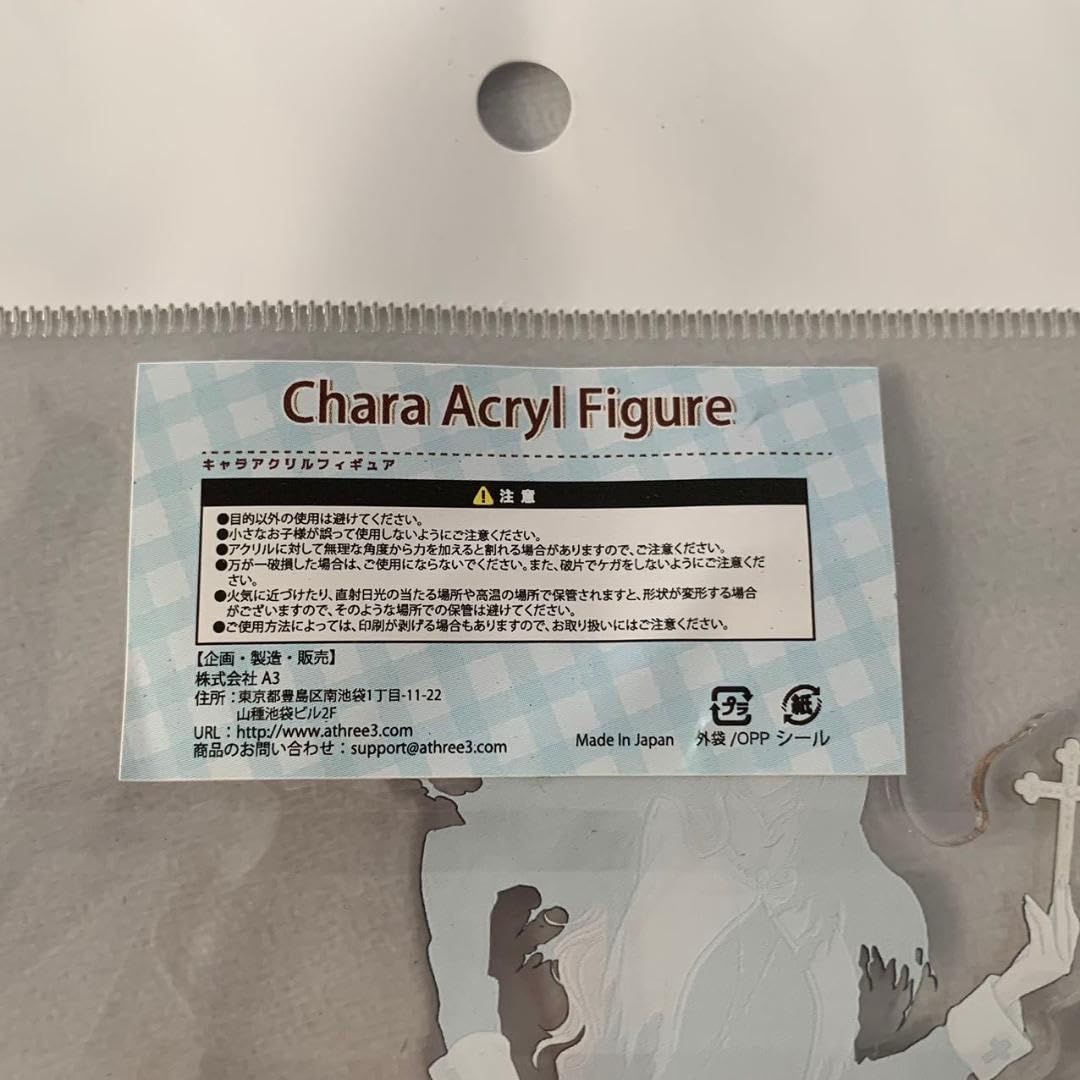 Chara Acryl Figure
キャラアクリルフィギュア
注意
●目的以外の使用は避けてください。
●小さなお子様が誤って使用しないようにご注意ください。
●アクリルに対して無理な角度から力を加えると割れる場合がありますので、ご注意ください。
●万が一破損した場合は、ご使用にならないでください。また、破片でケガをしないようにご注意くだ
さい。
●火気に近づけたり、直射日光の当たる場所や高温の場所で保管されますと、形状が変形する場合
がございますので、そのような場所での保管は避けてください。
●ご使用方法によっては、印刷が剥げる場合もありますので、お取り扱いにはご注意ください。
【企画・製造・販売】
株式会社 A3
住所：東京都豊島区南池袋1丁目-11-22
山種池袋ビル2F
URL：http://www.athree3.com
商品のお問い合わせ：support@athree3.com
Made In Japan
プラ
外袋/OPP
紙
シール